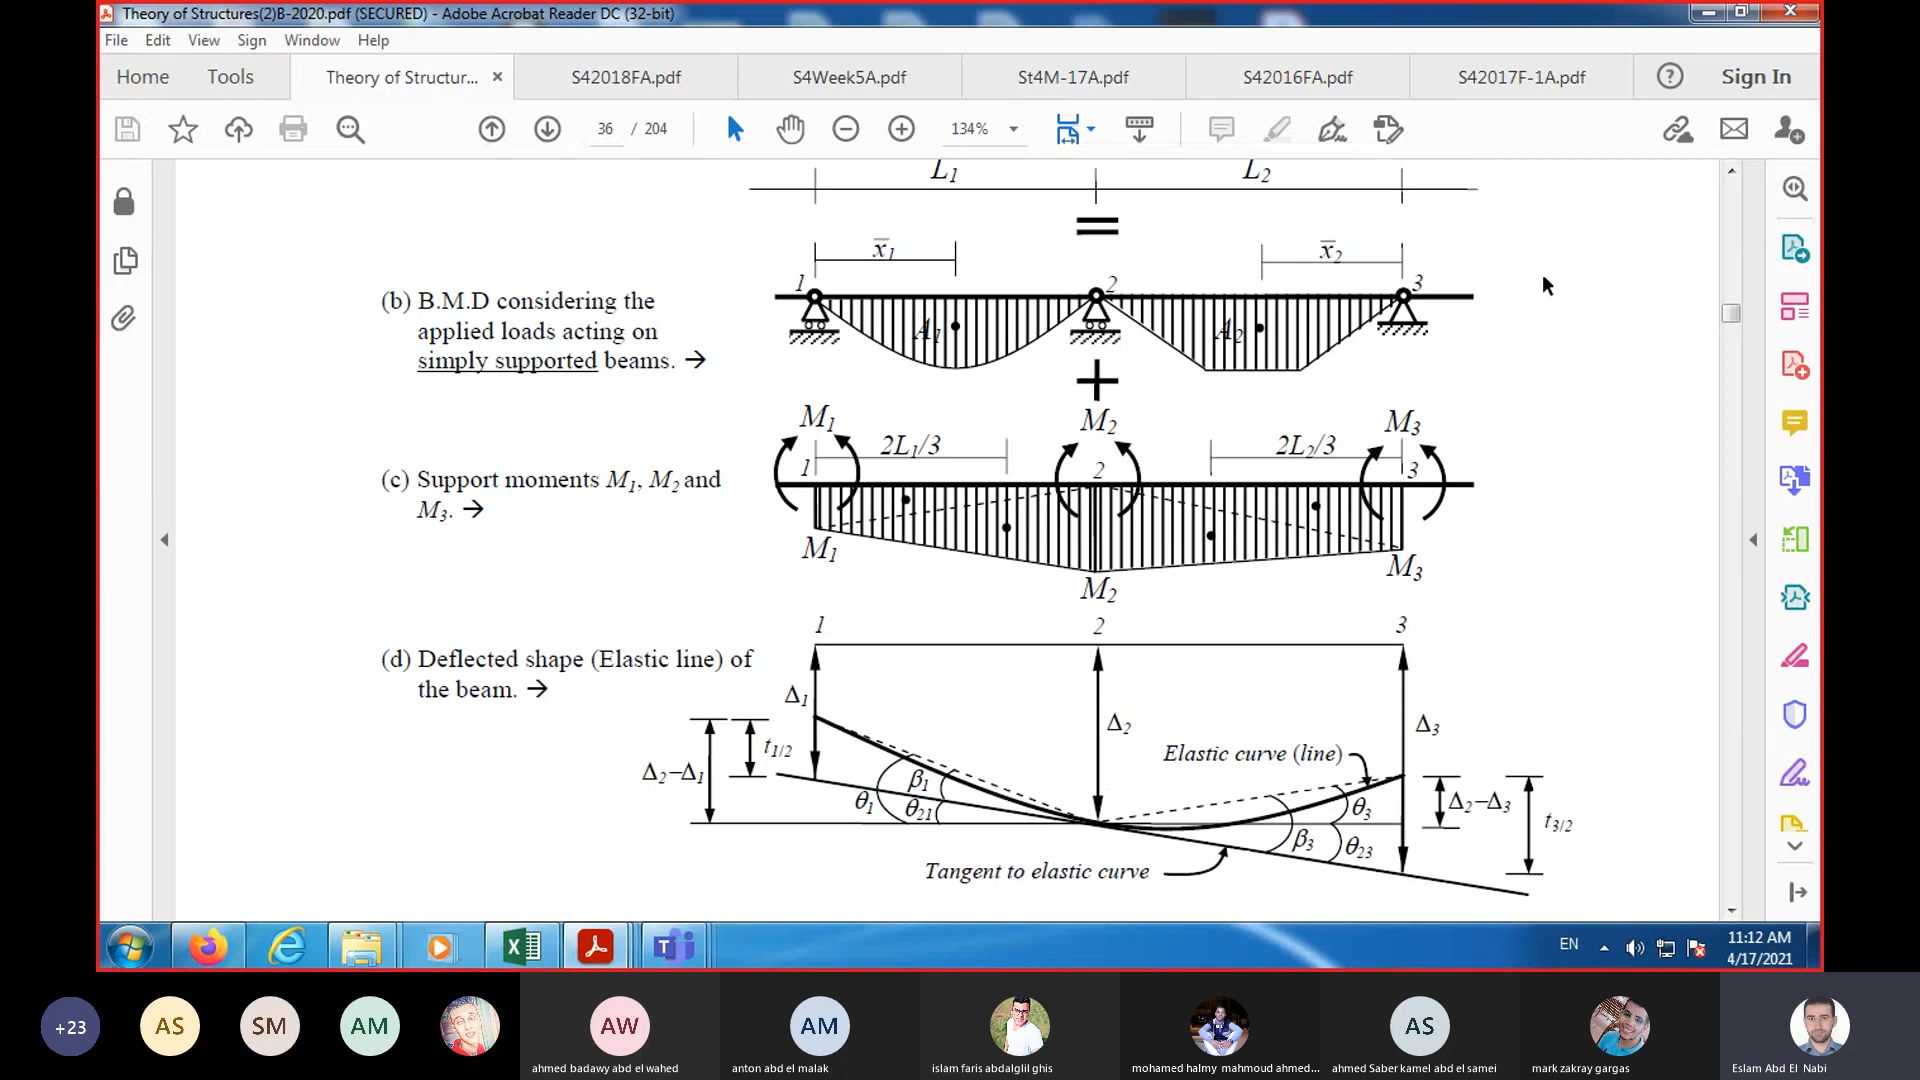 Theory of Structures(2)B-2020.pdf (SECURED) - Adobe Acrobat Reader DC (32-bit)
File Edit View Sign Window Help
Home Tools Theory of Structur... × S42018FA.pdf S4Week5A.pdf St4M-17A.pdf S42016FA.pdf S42017F-1A.pdf Sign In
36 / 204 134%
L1 L2
=
x̅1 x̅2
1 2 3
(b) B.M.D considering the
applied loads acting on
simply supported beams. →
A1 A2
+
M1 M2 M3
2L1/3 2L2/3
1 2 3
(c) Support moments M1, M2 and
M3. →
M1 M2 M3
1 2 3
(d) Deflected shape (Elastic line) of
the beam. →
Δ1 Δ2 Δ3
t1/2
Elastic curve (line)
Δ2−Δ1
β1
θ1 θ21
θ3 Δ2−Δ3
t3/2
β3 θ23
Tangent to elastic curve
EN
11:12 AM
4/17/2021
+23 AS SM AM AW AM AS
ahmed badawy abd el wahed
anton abd el malak
islam faris abdalglil ghis
mohamed halmy mahmoud ahmed...
ahmed Saber kamel abd el samei
mark zakray gargas
Eslam Abd El Nabi